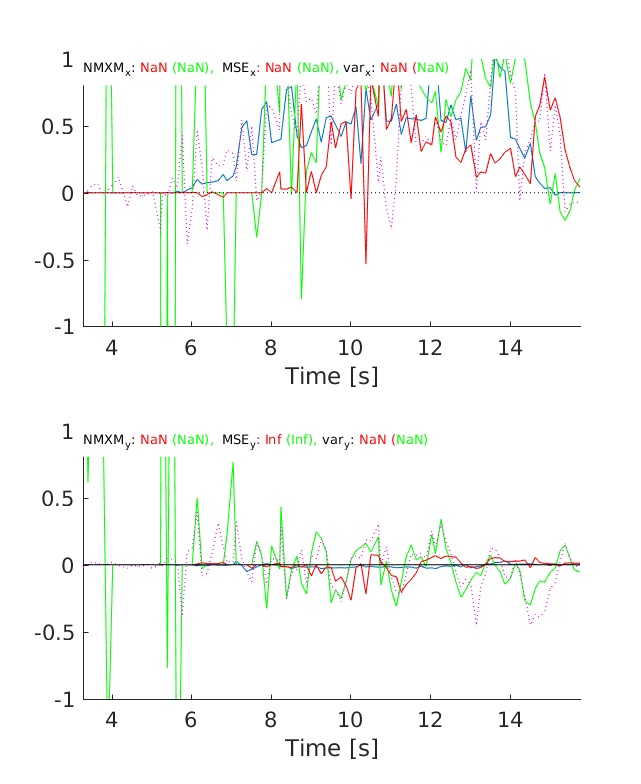 1
NMXMx: NaN (NaN), MSEx: NaN (NaN), varx: NaN (NaN)
0.5
0
-0.5
-1
4 6 8 10 12 14
Time [s]
1
NMXMy: NaN (NaN), MSEy: Inf (Inf), vary: NaN (NaN)
0.5
0
-0.5
-1
4 6 8 10 12 14
Time [s]